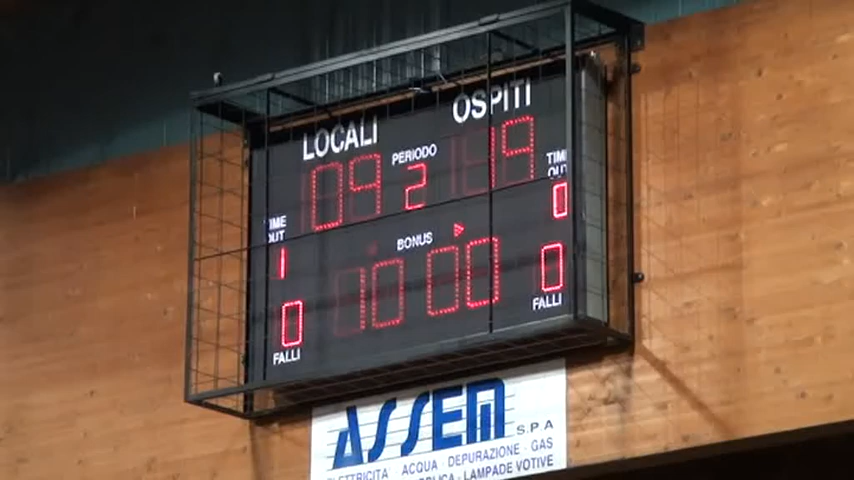 LOCALI
OSPITI
09
PERIODO
2
19
TIME
OUT
TIME
OUT
1
0
BONUS
10 00
0
0
FALLI
FALLI
ASSEM S.P.A
ELETTRICITÀ · ACQUA · DEPURAZIONE · GAS
LAMPADE VOTIVE